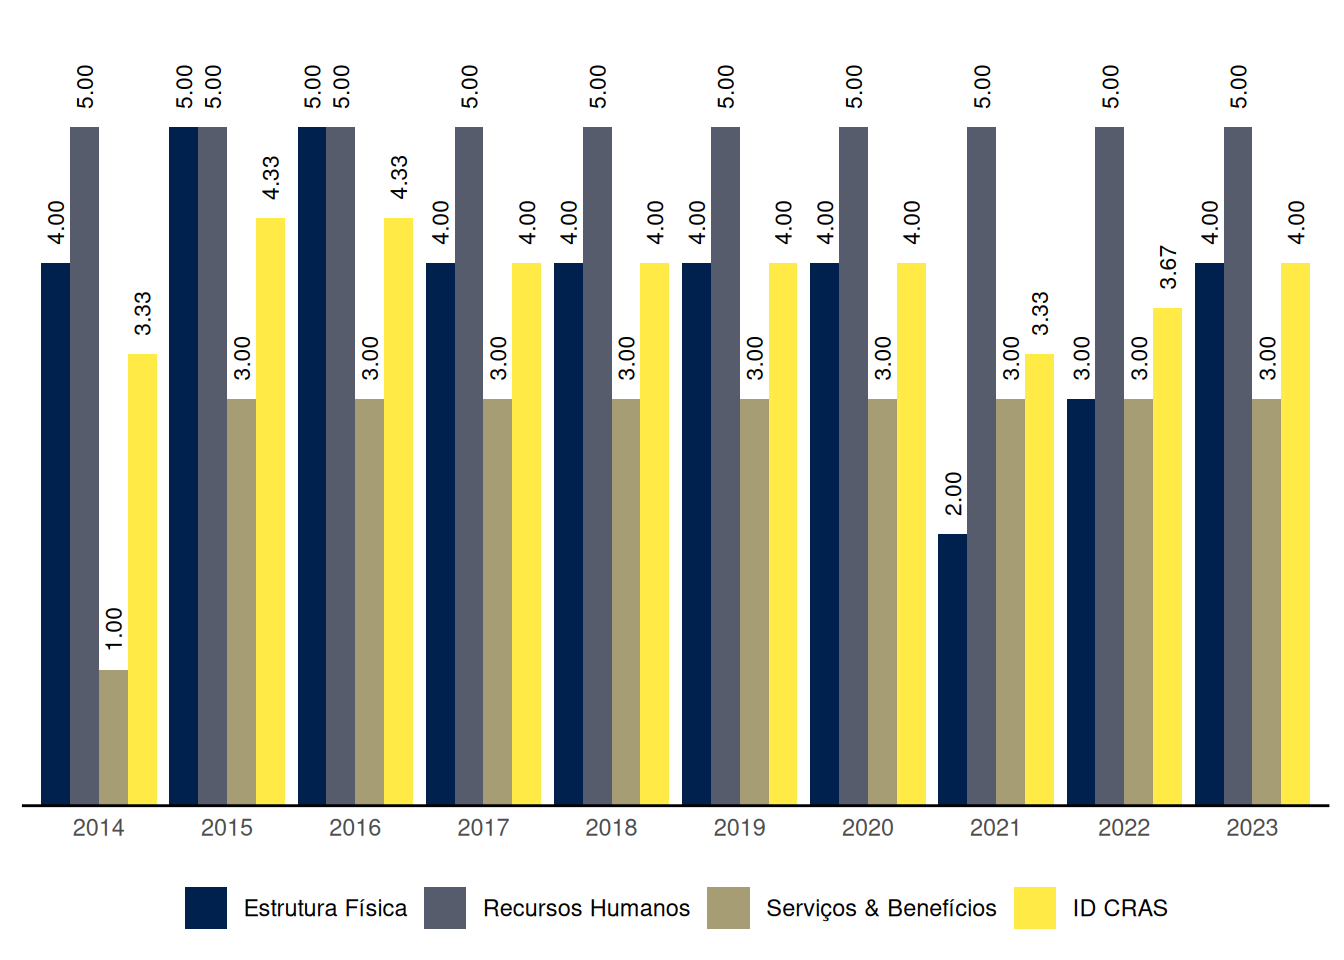 5.00 5.00 5.00 5.00 5.00 5.00 5.00 5.00 5.00 5.00 5.00 5.00
4.33 4.33
4.00 4.00 4.00 4.00 4.00 4.00 4.00 4.00 4.00 4.00 4.00
3.67
3.33 3.33
3.00 3.00 3.00 3.00 3.00 3.00 3.00 3.00 3.00 3.00
2.00
1.00
2014 2015 2016 2017 2018 2019 2020 2021 2022 2023
Estrutura Física Recursos Humanos Serviços & Benefícios ID CRAS